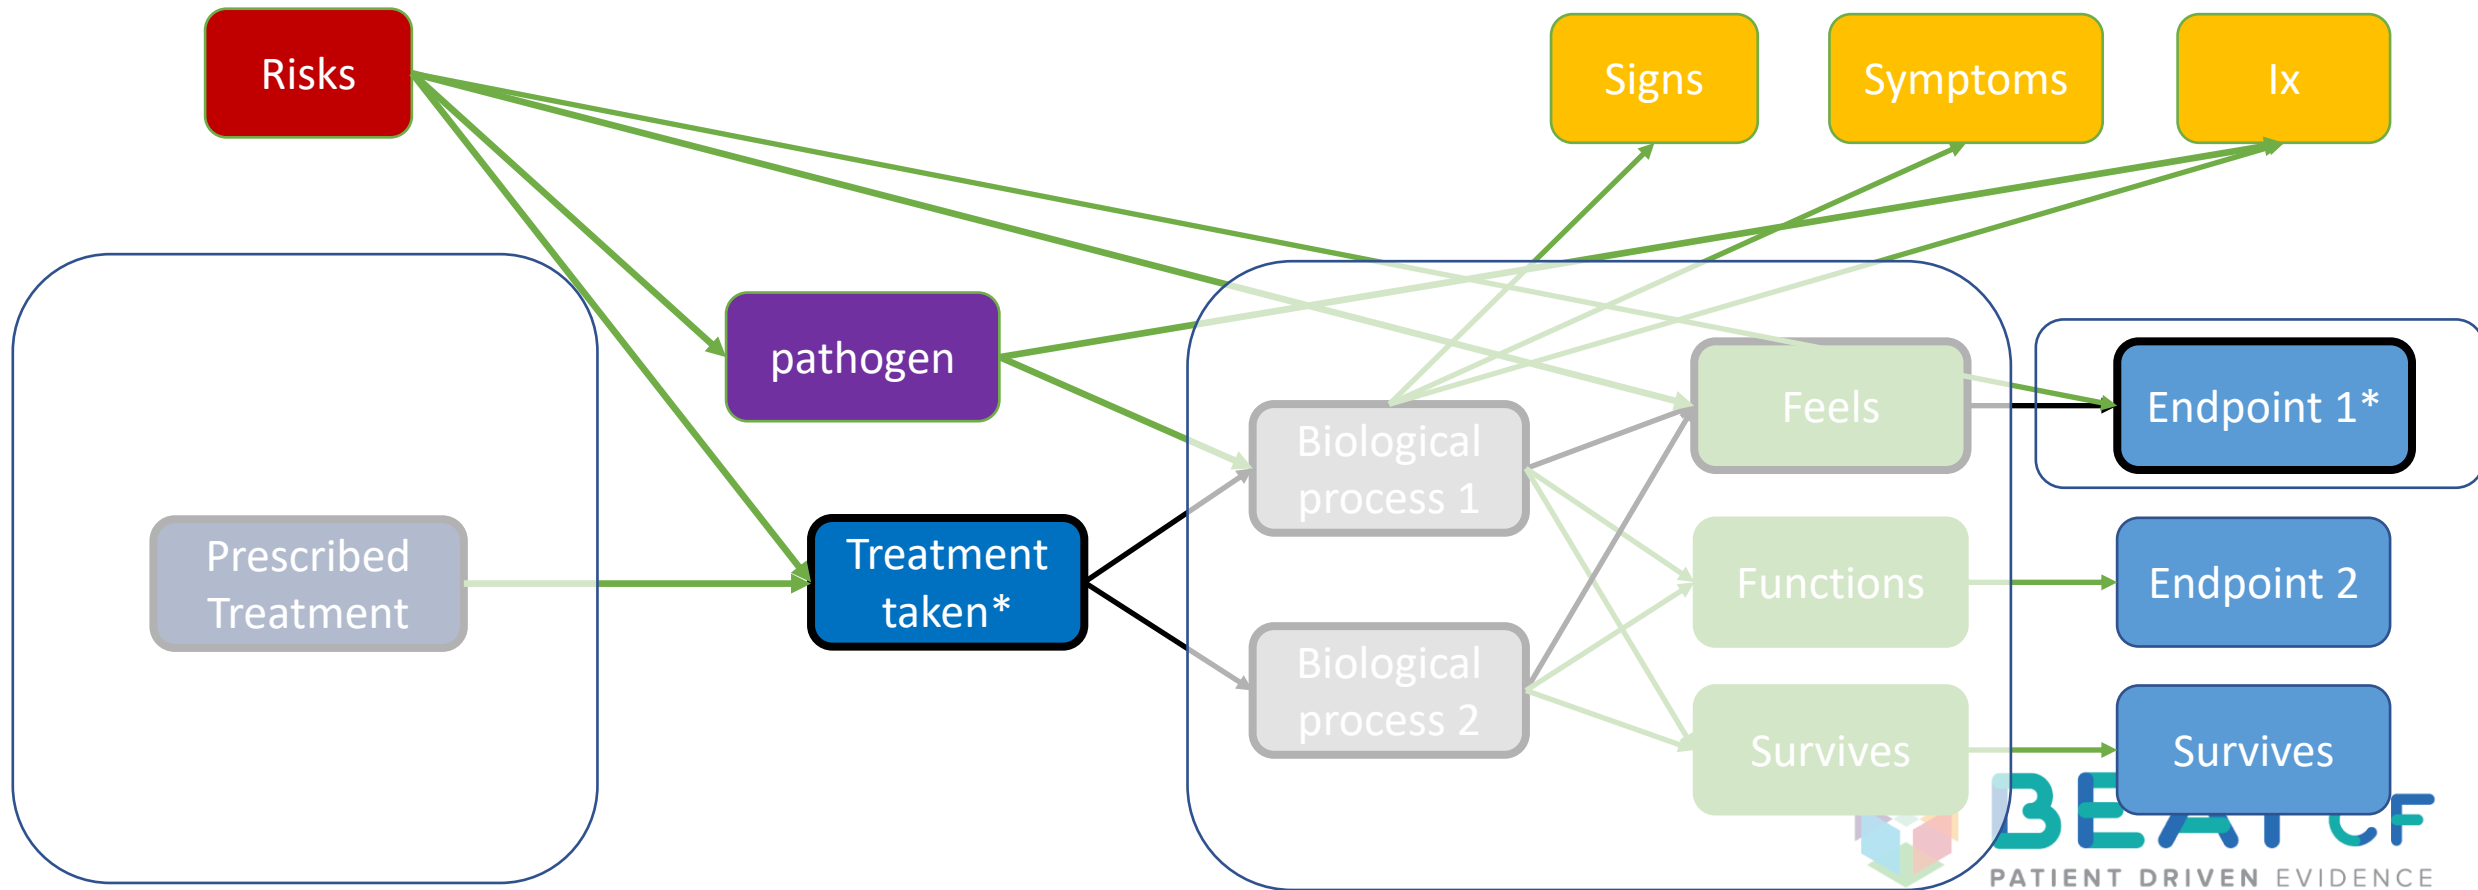 Risks
Signs
Symptoms
Ix
pathogen
Biological
process 1
Feels
Endpoint 1*
Prescribed
Treatment
Treatment
taken*
Functions
Endpoint 2
Biological
process 2
Survives
Survives
BEAT CF
PATIENT DRIVEN EVIDENCE